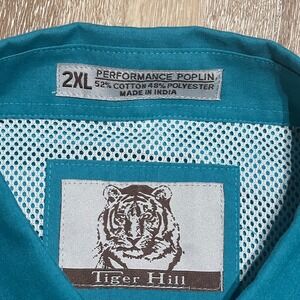 2XL
PERFORMANCE POPLIN
52% COTTON 48% POLYESTER
MADE IN INDIA
Tiger Hill